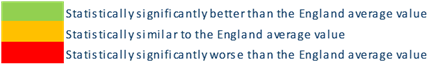 Statistically significantly better than the England average value
Statistically similar to the England average value
Statistically significantly worse than the England average value